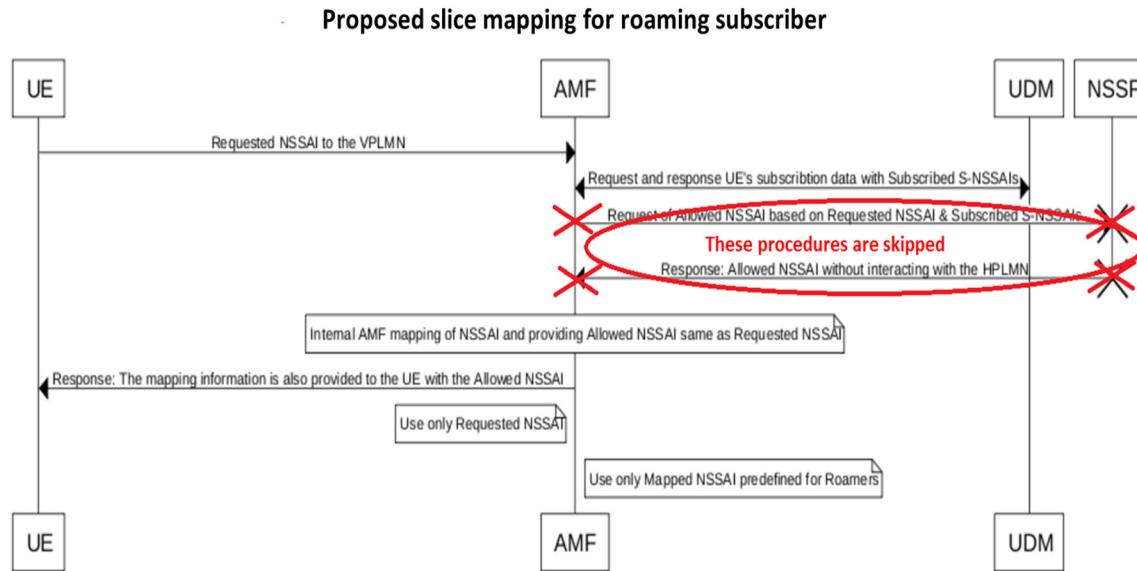 Proposed slice mapping for roaming subscriber
UE
AMF
UDM
NSSF
Requested NSSAI to the VPLMN
Request and response UE's subscribtion data with Subscribed S-NSSAIs
Request of Allowed NSSAI based on Requested NSSAI & Subscribed S-NSSAIs
These procedures are skipped
Response: Allowed NSSAI without interacting with the HPLMN
Internal AMF mapping of NSSAI and providing Allowed NSSAI same as Requested NSSAI
Response: The mapping information is also provided to the UE with the Allowed NSSAI
Use only Requested NSSAI
Use only Mapped NSSAI predefined for Roamers
UE
AMF
UDM